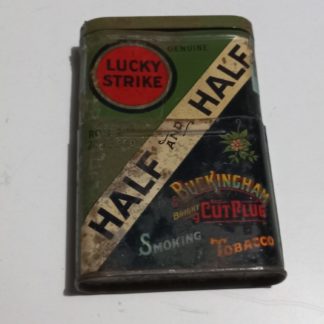 GENUINE
LUCKY
STRIKE
HALF AND HALF
BUCKINGHAM
BRIGHT CUT PLUG
SMOKING TOBACCO